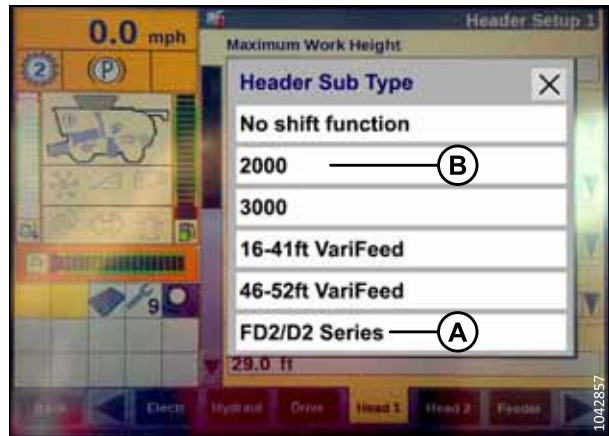 0.0 mph
Header Setup 1
Maximum Work Height
2
(P)
Header Sub Type
No shift function
2000
B
3000
16-41ft VariFeed
46-52ft VariFeed
9
FD2/D2 Series
A
29.0 ft
Back
Electr
Hydraul
Drive
Head 1
Head 2
Feeder
1042857